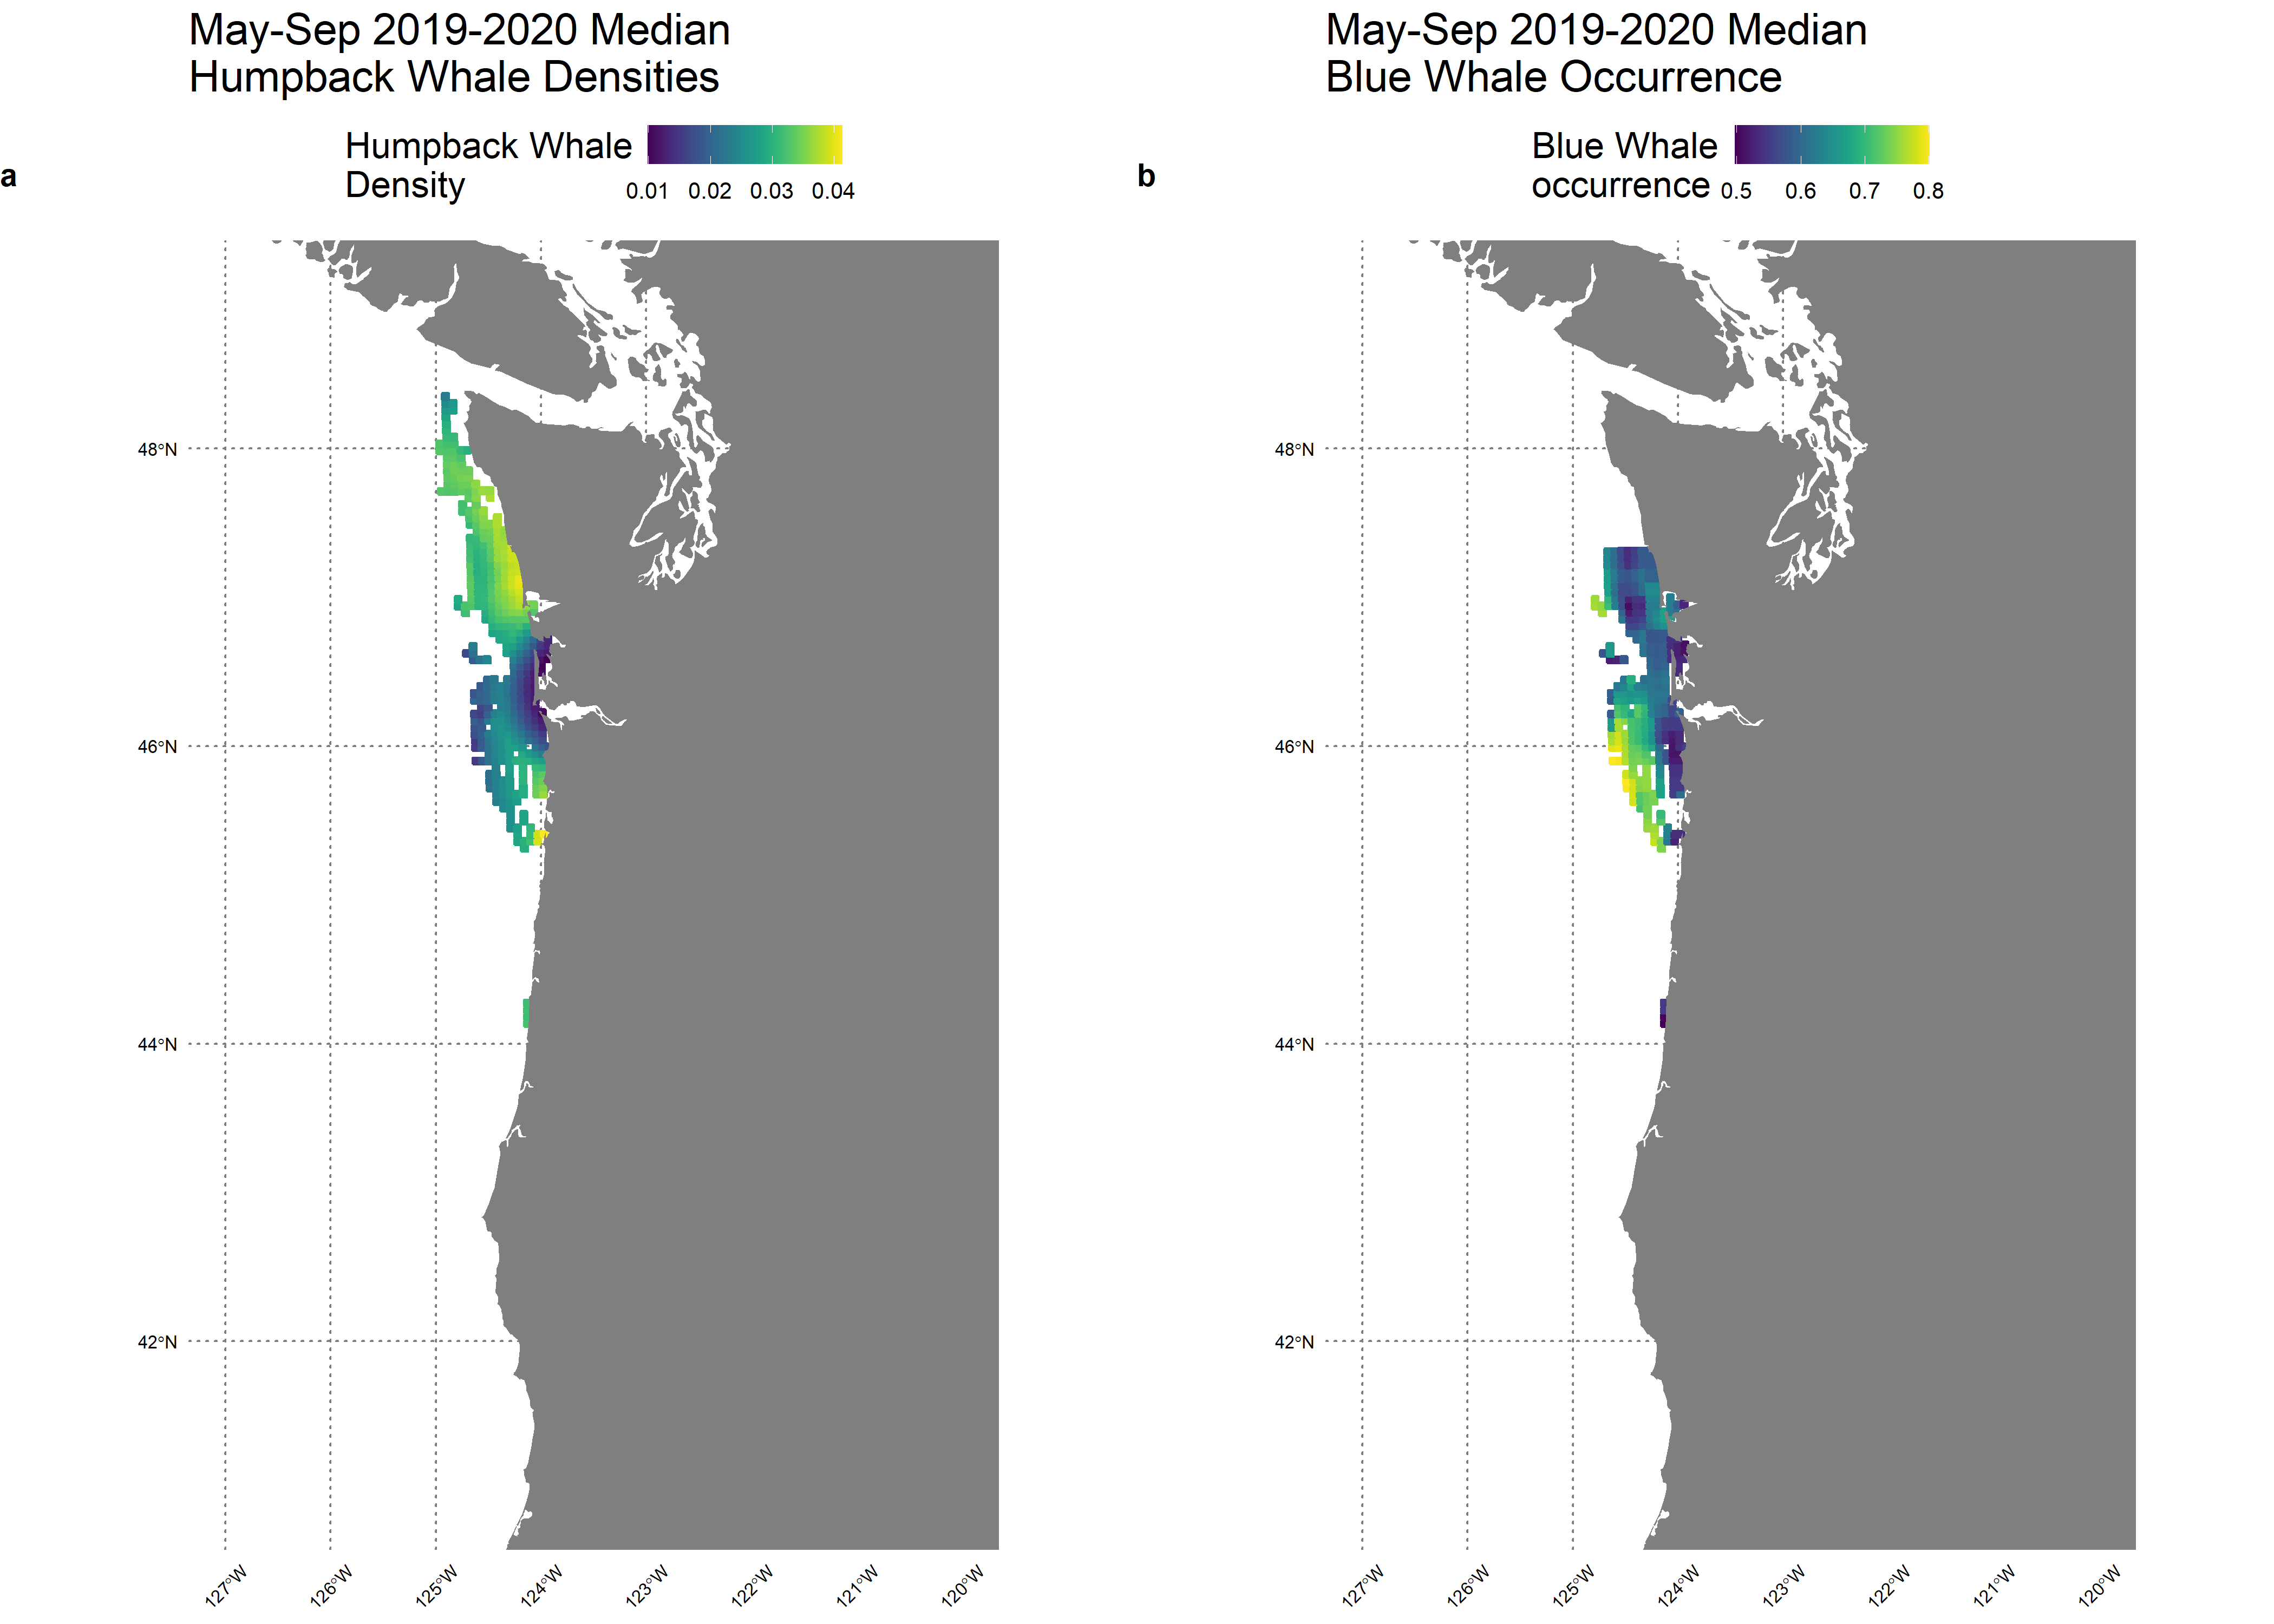 May-Sep 2019-2020 Median
Humpback Whale Densities
Humpback Whale
Density
0.01 0.02 0.03 0.04
a
48°N
46°N
44°N
42°N
127°W 126°W 125°W 124°W 123°W 122°W 121°W 120°W
May-Sep 2019-2020 Median
Blue Whale Occurrence
Blue Whale
occurrence
0.5 0.6 0.7 0.8
b
48°N
46°N
44°N
42°N
127°W 126°W 125°W 124°W 123°W 122°W 121°W 120°W